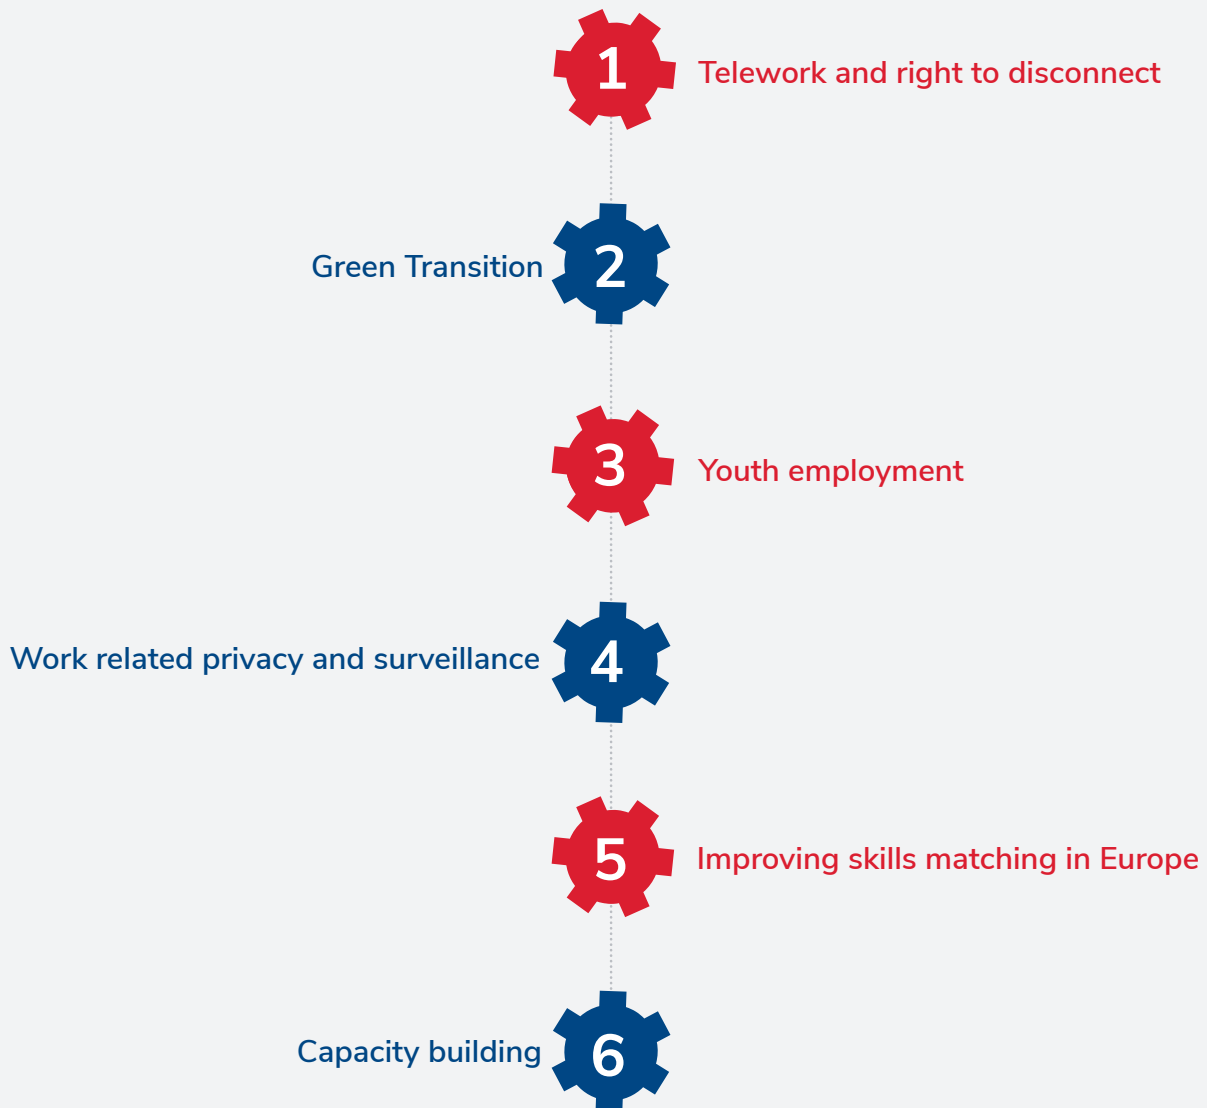 1 Telework and right to disconnect
Green Transition 2
3 Youth employment
Work related privacy and surveillance 4
5 Improving skills matching in Europe
Capacity building 6